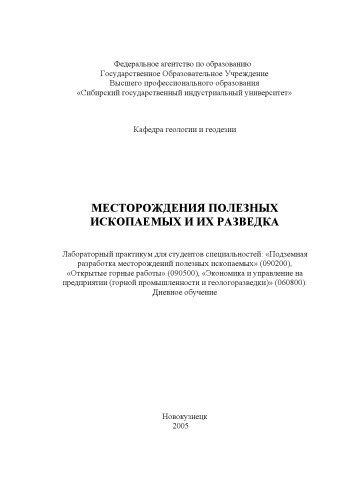 Федеральное агентство по образованию
Государственное Образовательное Учреждение
Высшего профессионального образования
«Сибирский государственный индустриальный университет»
Кафедра геологии и геодезии
МЕСТОРОЖДЕНИЯ ПОЛЕЗНЫХ
ИСКОПАЕМЫХ И ИХ РАЗВЕДКА
Лабораторный практикум для студентов специальностей: «Подземная
разработка месторождений полезных ископаемых» (090200),
«Открытые горные работы» (090500), «Экономика и управление на
предприятии (горной промышленности и геологоразведки)» (060800).
Дневное обучение
Новокузнецк
2005